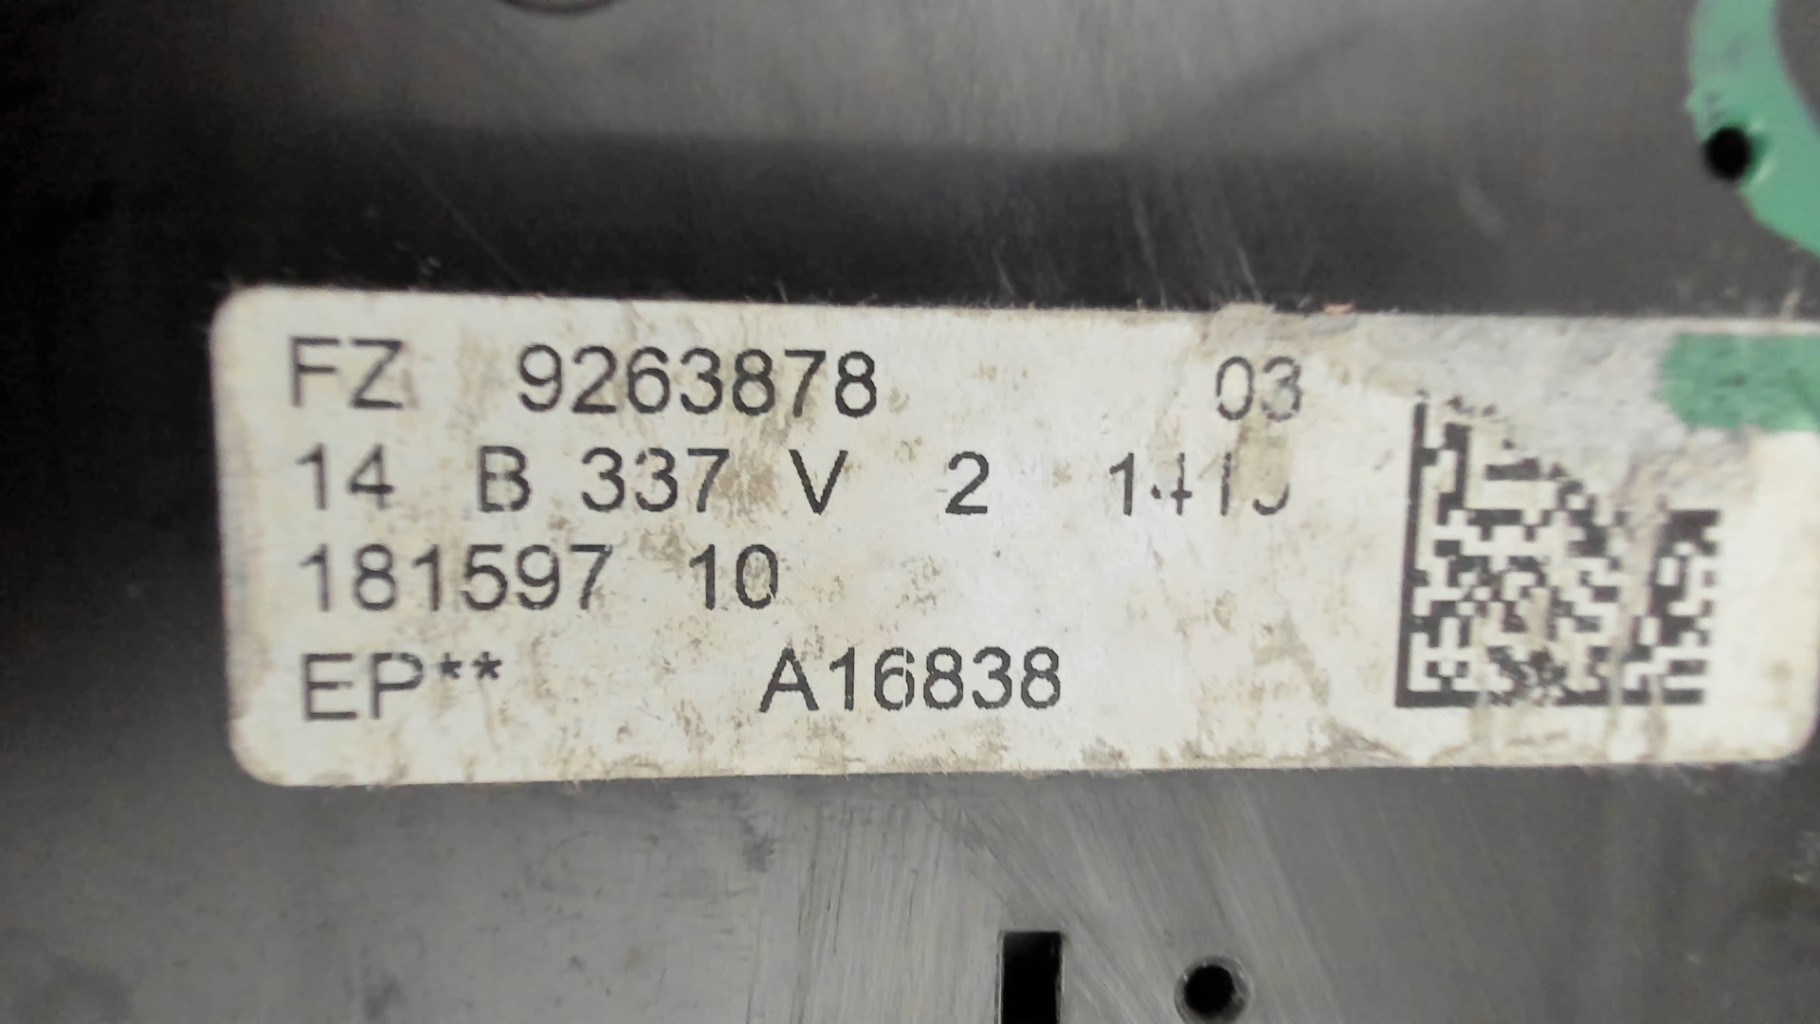 FZ 9263878 03
14 B 337 V 2
181597 10
EP** A16838